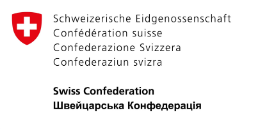 Schweizerische Eidgenossenschaft
Confédération suisse
Confederazione Svizzera
Confederaziun svizra
Swiss Confederation
Швейцарська Конфедерація